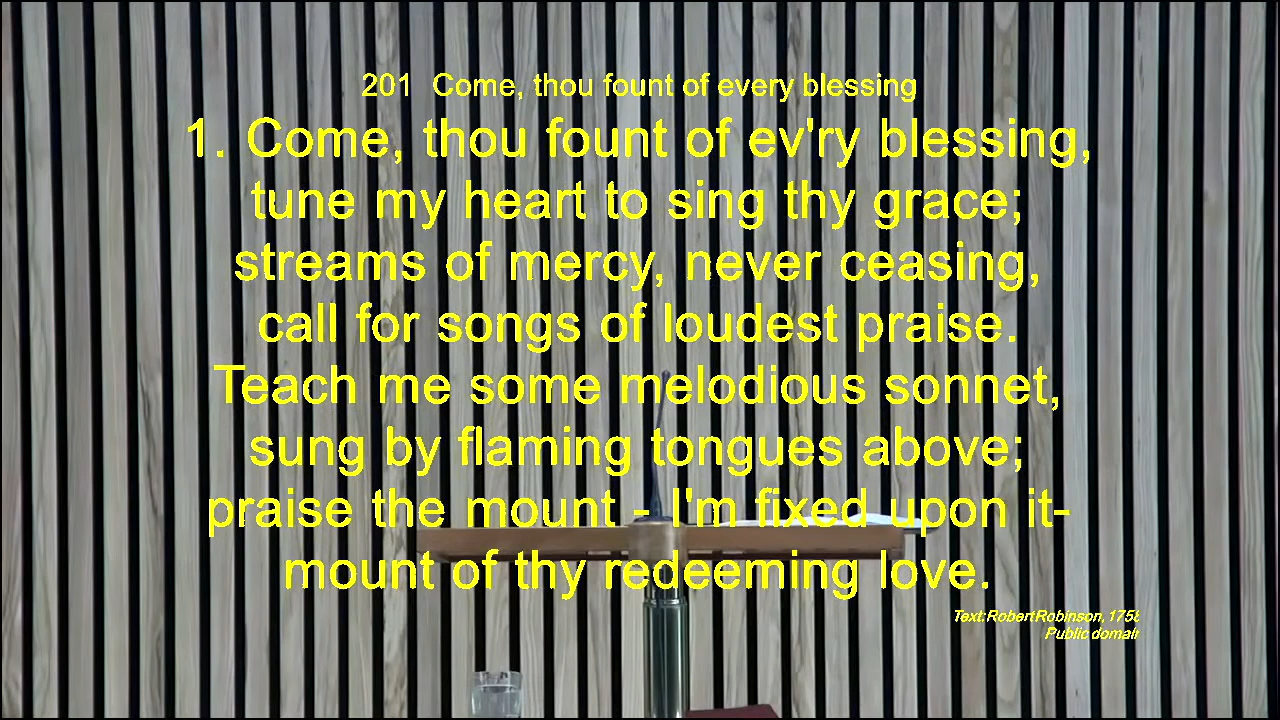 201 Come, thou fount of every blessing
1. Come, thou fount of ev'ry blessing,
tune my heart to sing thy grace;
streams of mercy, never ceasing,
call for songs of loudest praise.
Teach me some melodious sonnet,
sung by flaming tongues above;
praise the mount - I'm fixed upon it-
mount of thy redeeming love.
Text: Robert Robinson, 1758
Public domain